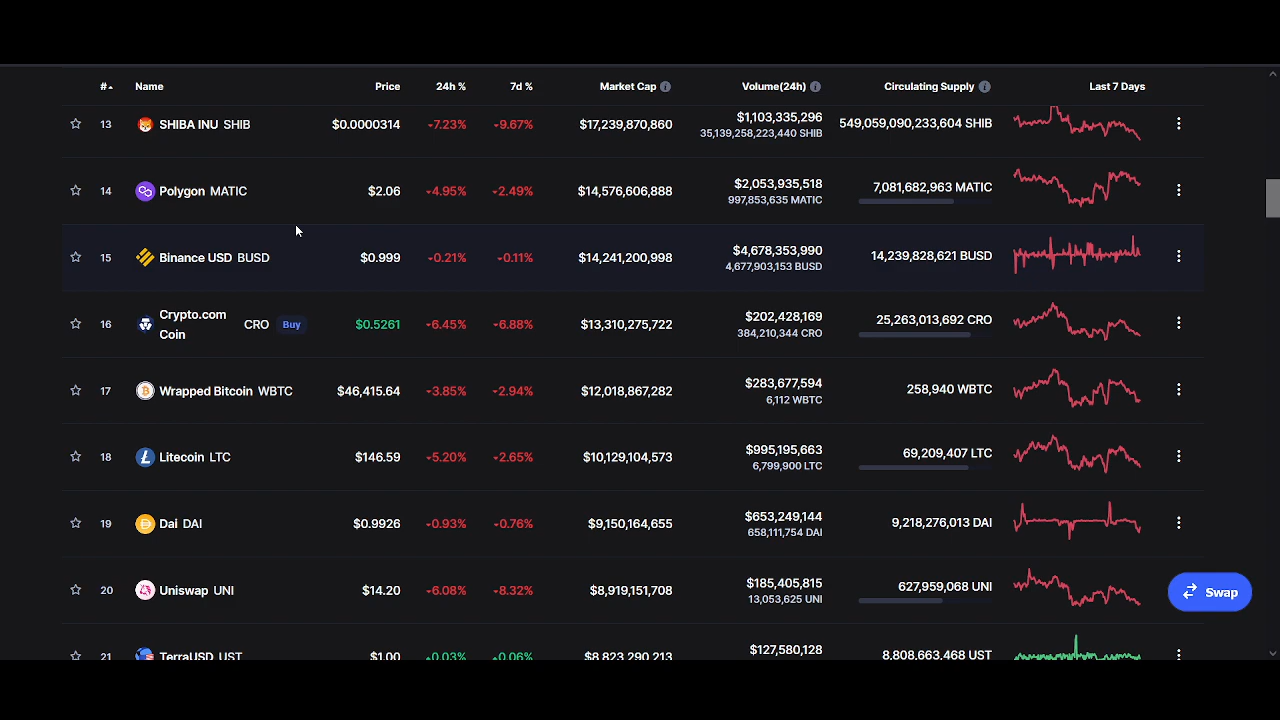 # Name Price 24h % 7d % Market Cap Volume(24h) Circulating Supply Last 7 Days
13 SHIBA INU SHIB $0.0000314 7.23% 9.67% $17,239,870,860 $1,103,335,296 549,059,090,233,604 SHIB
35,139,258,223,440 SHIB
14 Polygon MATIC $2.06 4.95% 2.49% $14,576,606,888 $2,053,935,518 7,081,682,963 MATIC
997,853,635 MATIC
15 Binance USD BUSD $0.999 0.21% 0.11% $14,241,200,998 $4,678,353,990 14,239,828,621 BUSD
4,677,903,153 BUSD
16 Crypto.com Coin CRO Buy $0.5261 6.45% 6.88% $13,310,275,722 $202,428,169 25,263,013,692 CRO
384,210,344 CRO
17 Wrapped Bitcoin WBTC $46,415.64 3.85% 2.94% $12,018,867,282 $283,677,594 258,940 WBTC
6,112 WBTC
18 Litecoin LTC $146.59 5.20% 2.65% $10,129,104,573 $995,195,663 69,209,407 LTC
6,799,900 LTC
19 Dai DAI $0.9926 0.93% 0.76% $9,150,164,655 $653,249,144 9,218,276,013 DAI
658,111,754 DAI
20 Uniswap UNI $14.20 6.08% 8.32% $8,919,151,708 $185,405,815 627,959,068 UNI
13,053,625 UNI
Swap
21 TerraUSD UST $1.00 0.03% 0.06% $8,823,290,213 $127,580,128 8,808,663,468 UST